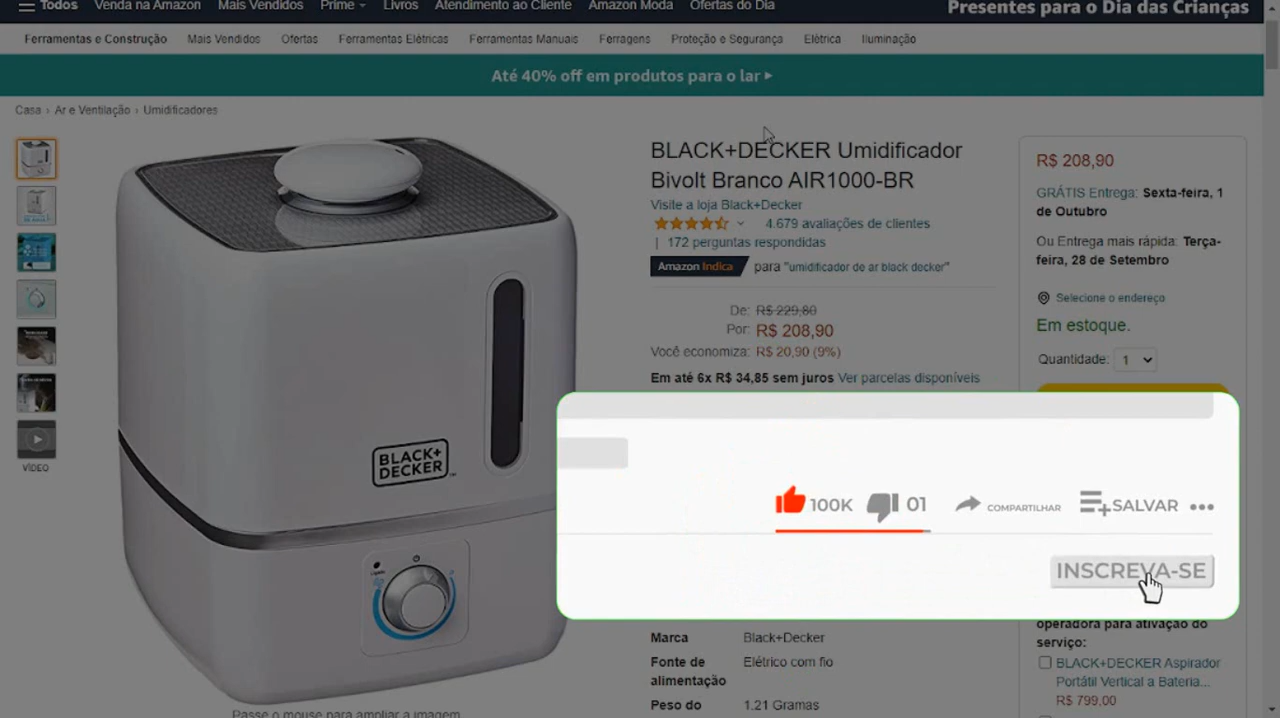 Todos Venda na Amazon Mais Vendidos Prime Livros Atendimento ao Cliente Amazon Moda Ofertas do Dia Presentes para o Dia das Crianças
Ferramentas e Construção Mais Vendidos Ofertas Ferramentas Elétricas Ferramentas Manuais Ferragens Proteção e Segurança Elétrica Iluminação
Até 40% off em produtos para o lar
Casa › Ar e Ventilação › Umidificadores
BLACK+DECKER Umidificador
Bivolt Branco AIR1000-BR
Visite a loja Black+Decker
4.679 avaliações de clientes
| 172 perguntas respondidas
Amazon Indica para "umidificador de ar black decker"
De: R$ 229,80
Por: R$ 208,90
Você economiza: R$ 20,90 (9%)
Em até 6x R$ 34,85 sem juros Ver parcelas disponíveis
R$ 208,90
GRÁTIS Entrega: Sexta-feira, 1
de Outubro
Ou Entrega mais rápida: Terça-
feira, 28 de Setembro
Selecione o endereço
Em estoque.
Quantidade: 1
VÍDEO
BLACK+
DECKER
100K 01 COMPARTILHAR SALVAR
INSCREVA-SE
Marca Black+Decker
Fonte de Elétrico com fio
alimentação
Peso do 1.21 Gramas
operadora para ativação do
serviço:
BLACK+DECKER Aspirador
Portátil Vertical a Bateria...
R$ 799,00
Passe o mouse para ampliar a imagem